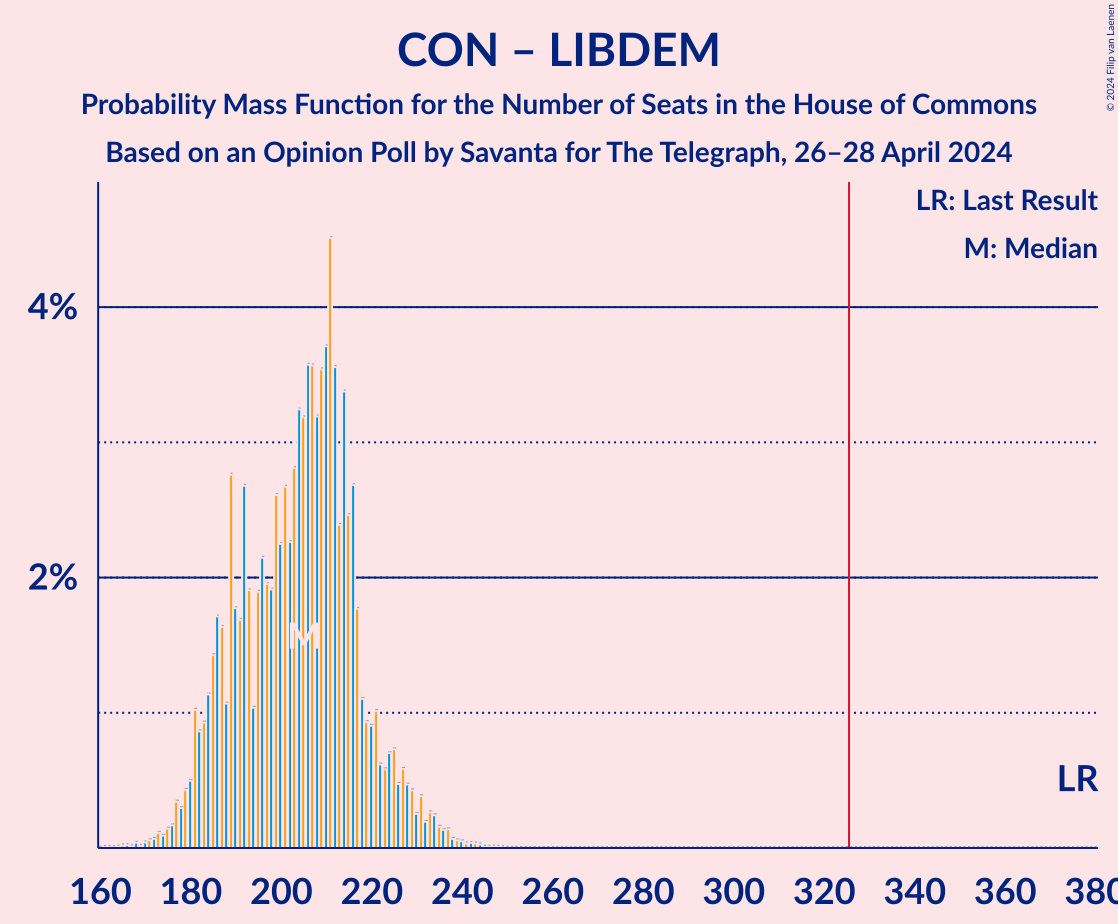 CON – LIBDEM
Probability Mass Function for the Number of Seats in the House of Commons
Based on an Opinion Poll by Savanta for The Telegraph, 26–28 April 2024
© 2024 Filip van Laenen
LR: Last Result
M: Median
4%
2%
M
LR
160 180 200 220 240 260 280 300 320 340 360 380